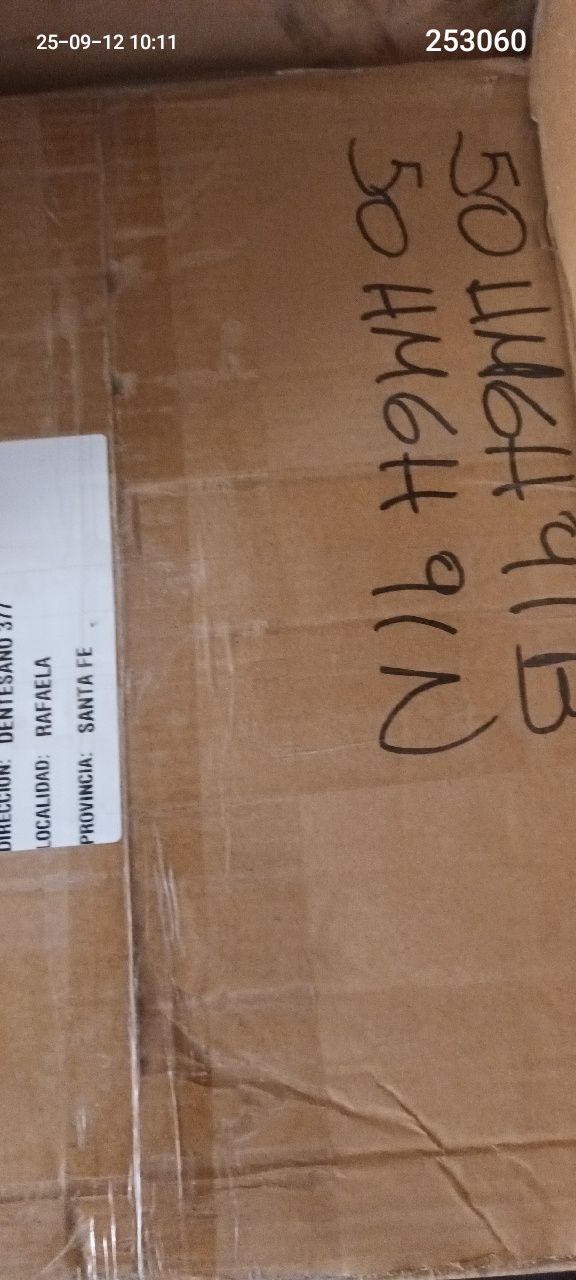 25-09-12 10:11
253060
50 HM6H 91B
50 HM6H 91N
DIRECCION: DENTESANO 377
LOCALIDAD: RAFAELA
PROVINCIA: SANTA FE